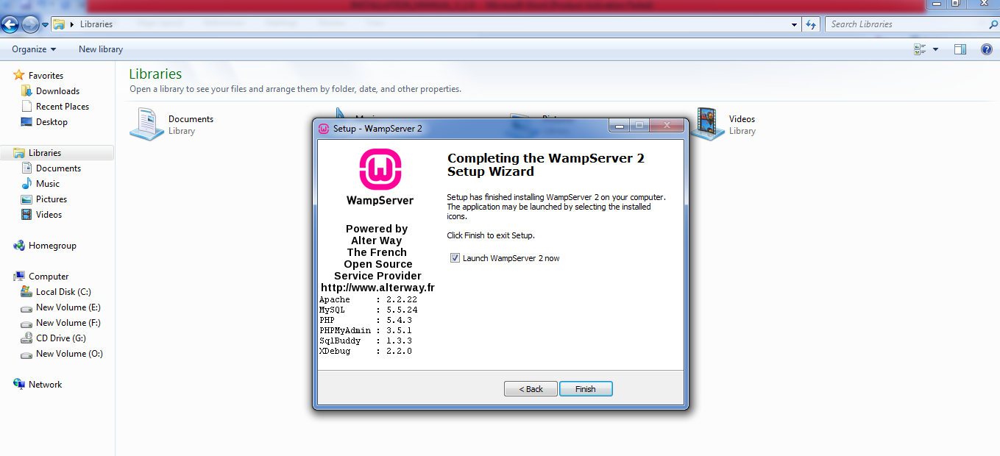 Libraries
Search Libraries
Organize
New library
Favorites
Downloads
Recent Places
Desktop
Libraries
Documents
Music
Pictures
Videos
Homegroup
Computer
Local Disk (C:)
New Volume (E:)
New Volume (F:)
CD Drive (G:)
New Volume (O:)
Network
Libraries
Open a library to see your files and arrange them by folder, date, and other properties.
Documents
Library
Videos
Library
Setup - WampServer 2
WampServer
Powered by
Alter Way
The French
Open Source
Service Provider
http://www.alterway.fr
Apache : 2.2.22
MySQL : 5.5.24
PHP : 5.4.3
PHPMyAdmin : 3.5.1
SqlBuddy : 1.3.3
XDebug : 2.2.0
Completing the WampServer 2
Setup Wizard
Setup has finished installing WampServer 2 on your computer.
The application may be launched by selecting the installed
icons.
Click Finish to exit Setup.
Launch WampServer 2 now
< Back
Finish